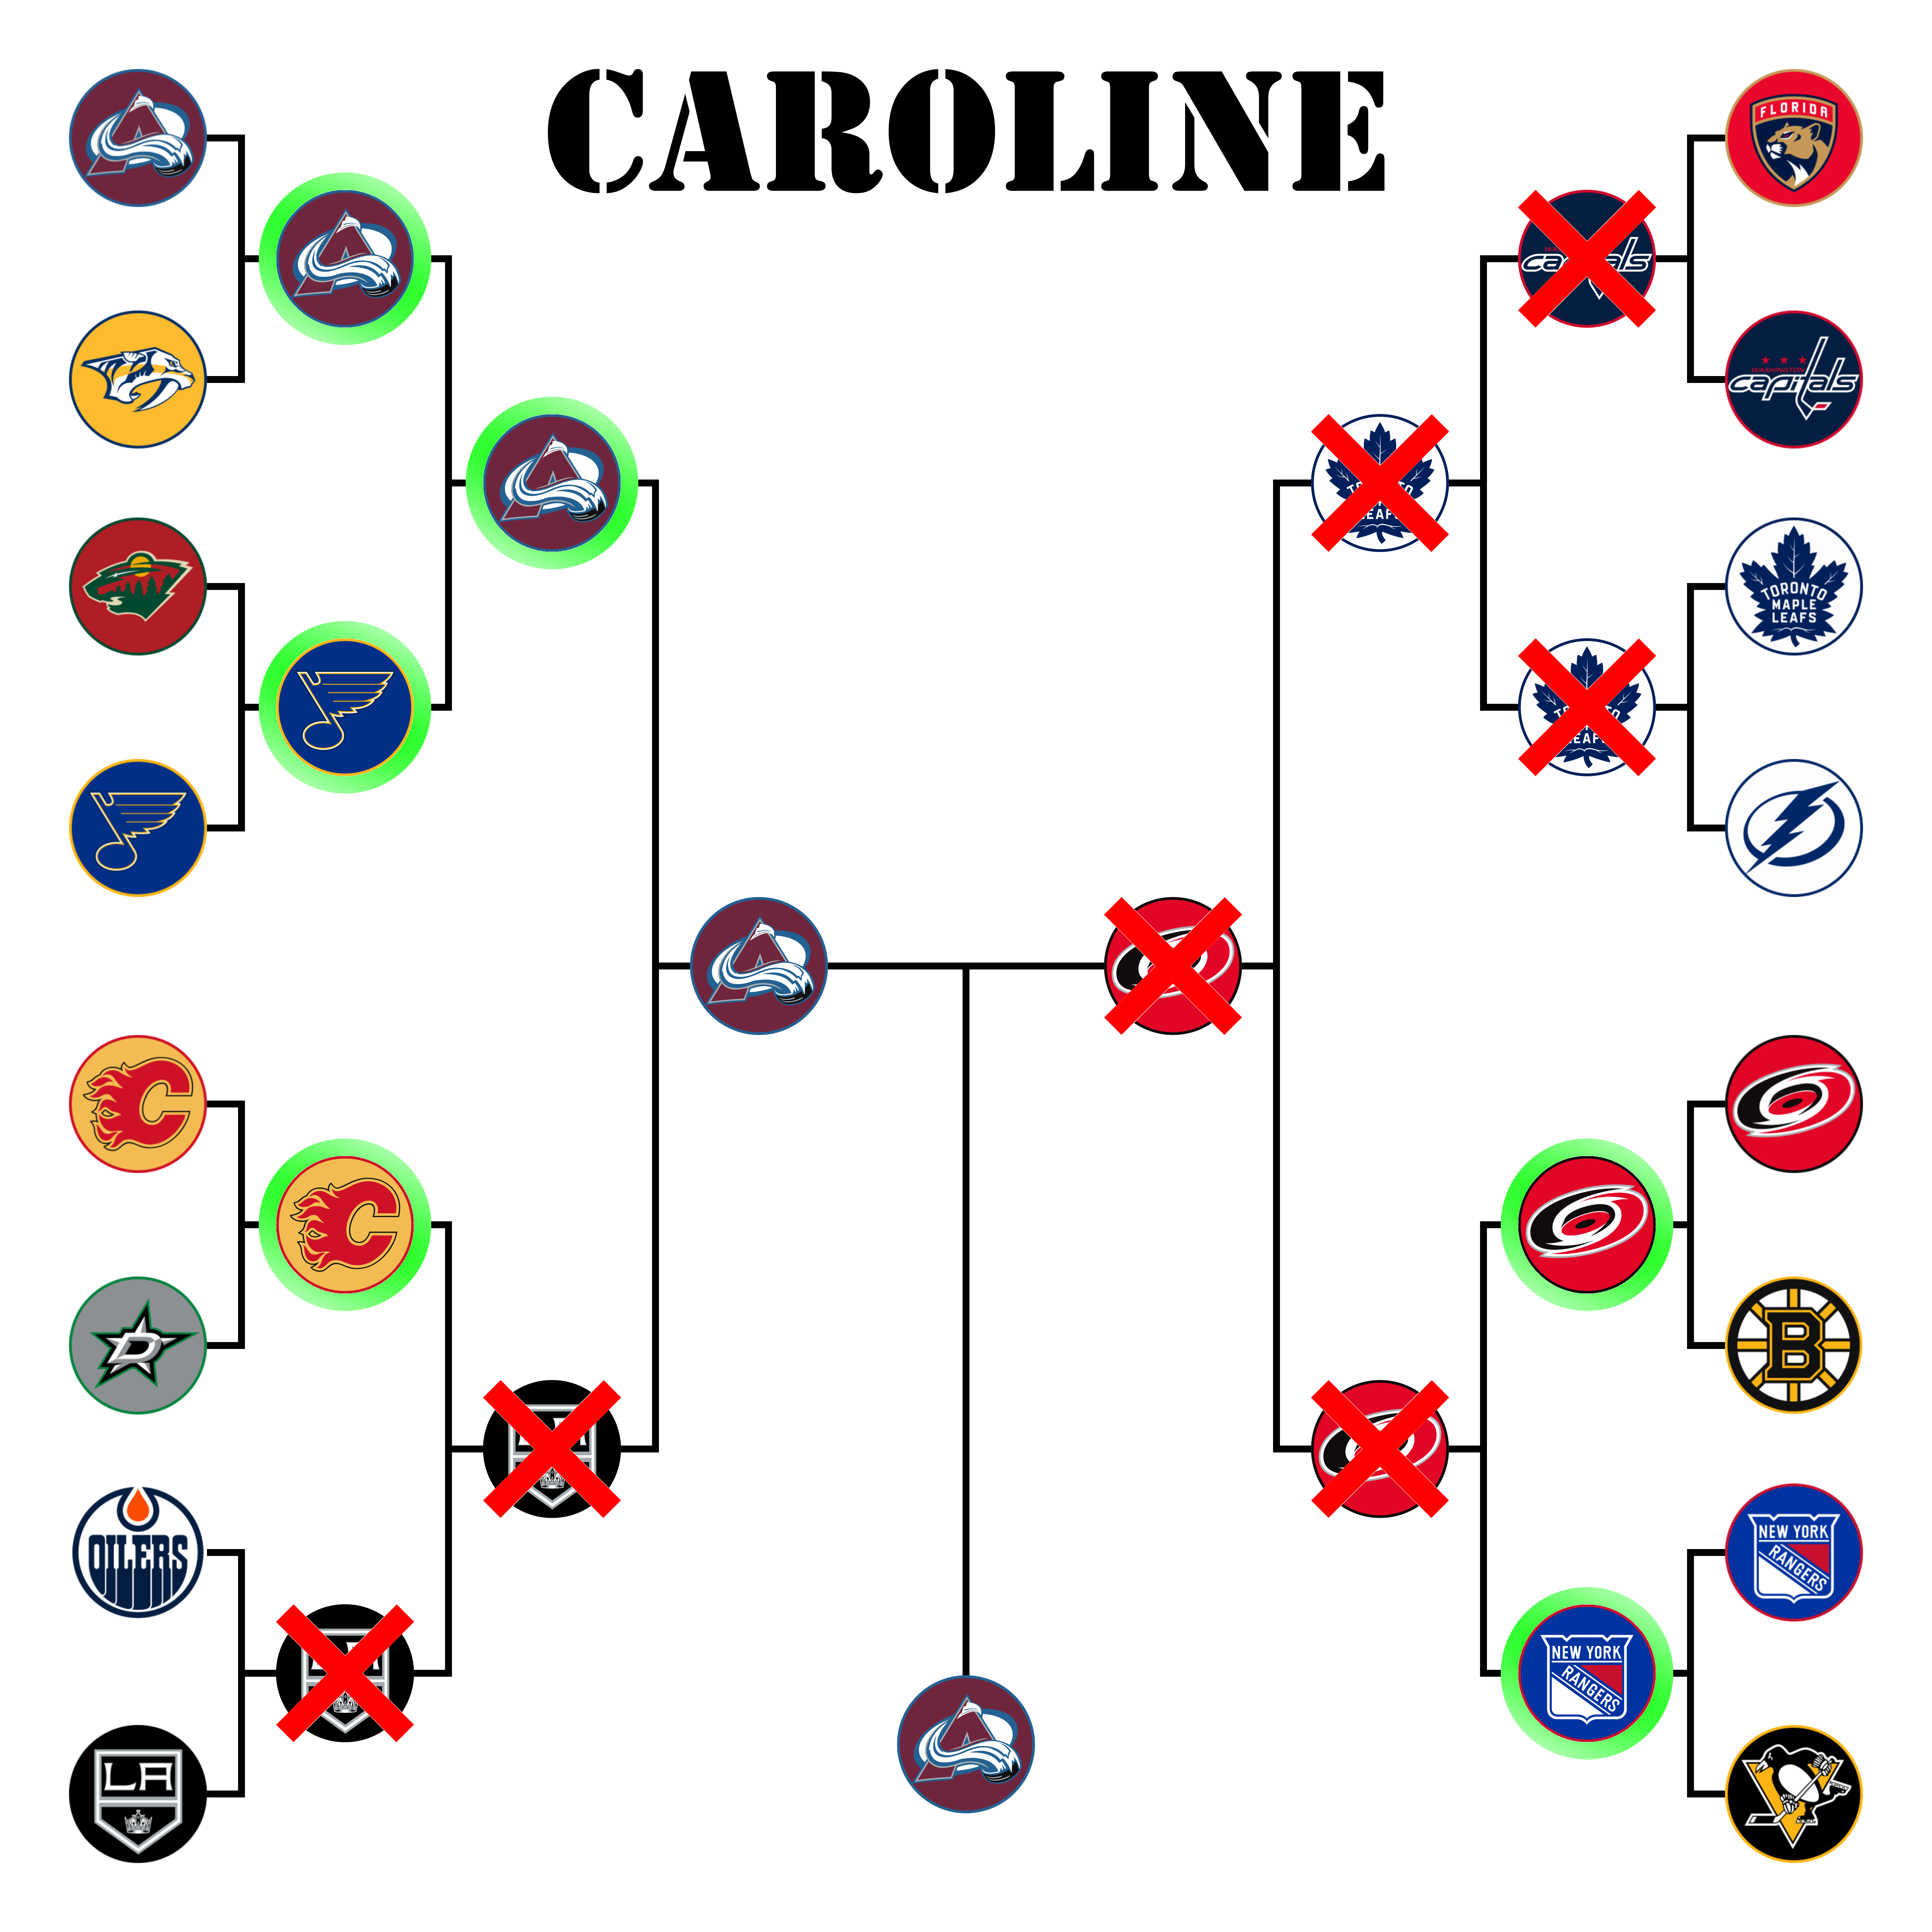 CAROLINE
FLORIDA
WASHINGTON
capitals
TORONTO
MAPLE
LEAFS
OILERS
LA
NEW YORK
RANGERS
NEW YORK
RANGERS